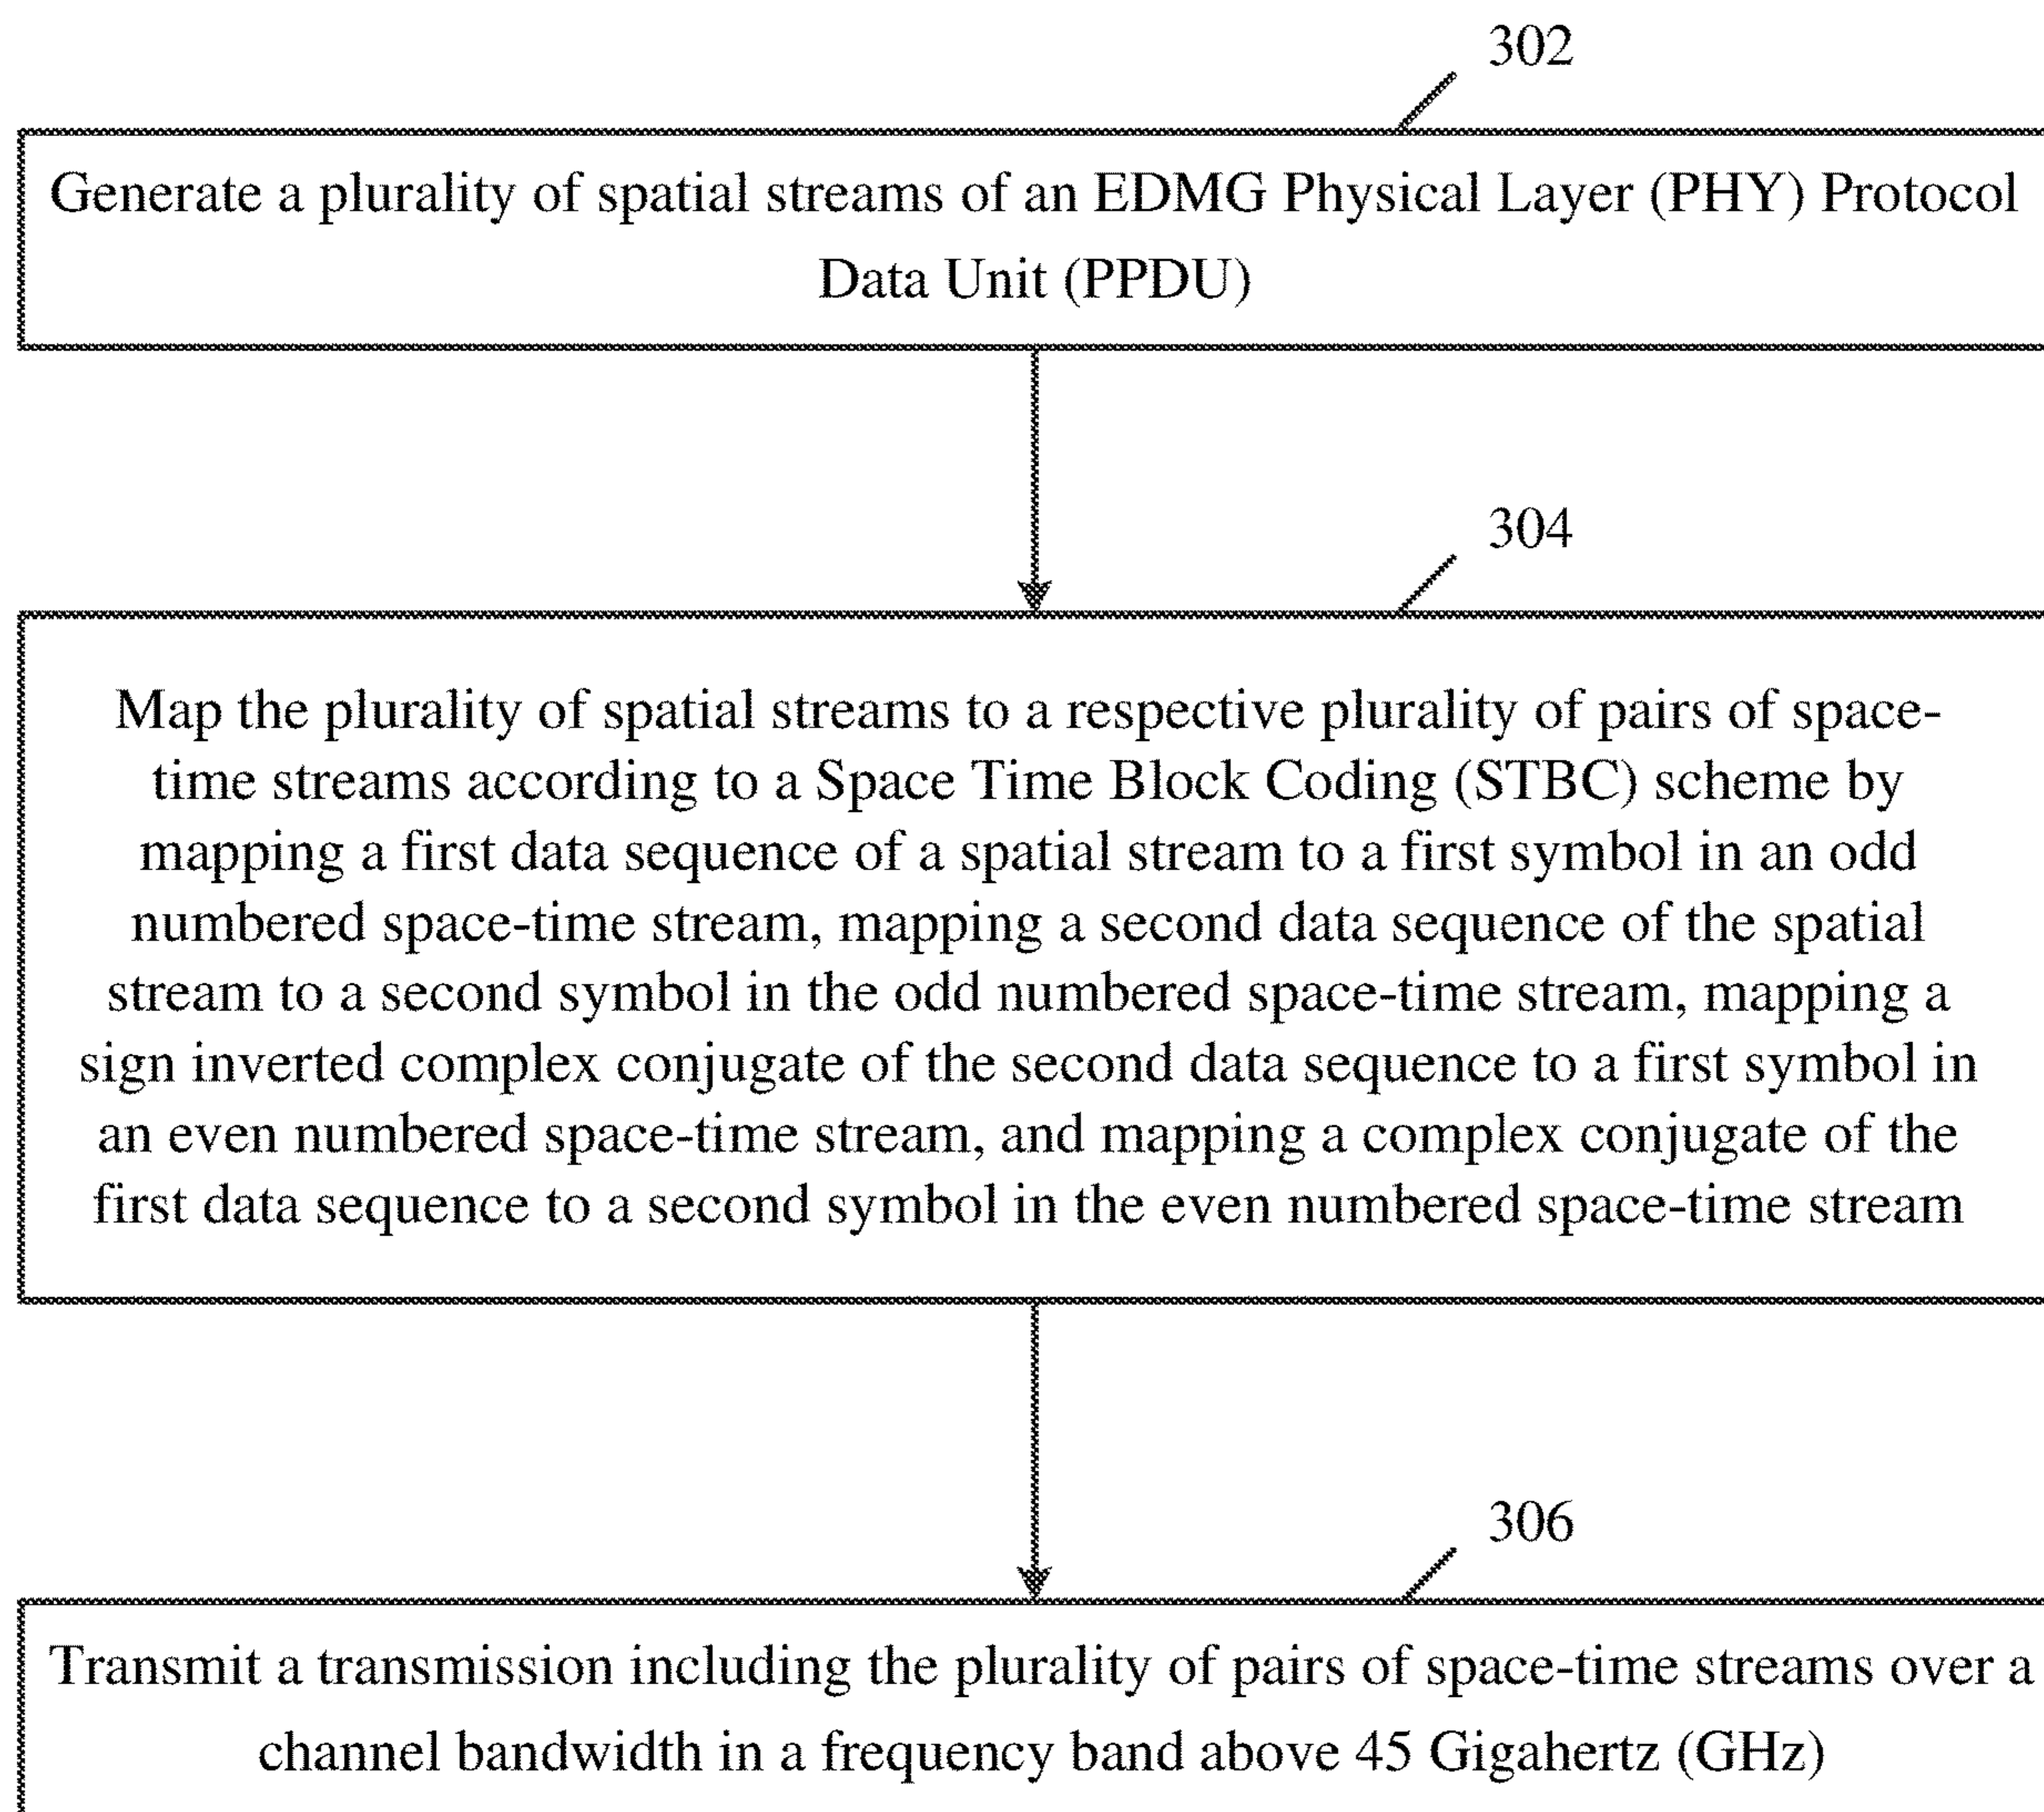 302
Generate a plurality of spatial streams of an EDMG Physical Layer (PHY) Protocol
Data Unit (PPDU)
304
Map the plurality of spatial streams to a respective plurality of pairs of space-
time streams according to a Space Time Block Coding (STBC) scheme by
mapping a first data sequence of a spatial stream to a first symbol in an odd
numbered space-time stream, mapping a second data sequence of the spatial
stream to a second symbol in the odd numbered space-time stream, mapping a
sign inverted complex conjugate of the second data sequence to a first symbol in
an even numbered space-time stream, and mapping a complex conjugate of the
first data sequence to a second symbol in the even numbered space-time stream
306
Transmit a transmission including the plurality of pairs of space-time streams over a
channel bandwidth in a frequency band above 45 Gigahertz (GHz)